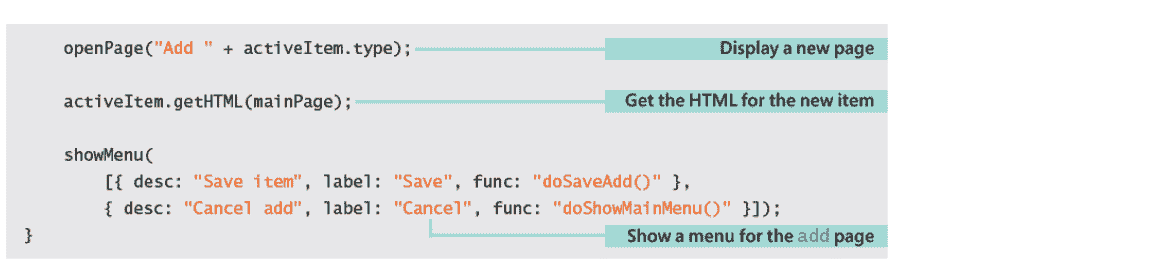 openPage("Add " + activeItem.type); Display a new page
activeItem.getHTML(mainPage); Get the HTML for the new item
showMenu(
[{ desc: "Save item", label: "Save", func: "doSaveAdd()" },
{ desc: "Cancel add", label: "Cancel", func: "doShowMainMenu()" }]);
} Show a menu for the add page